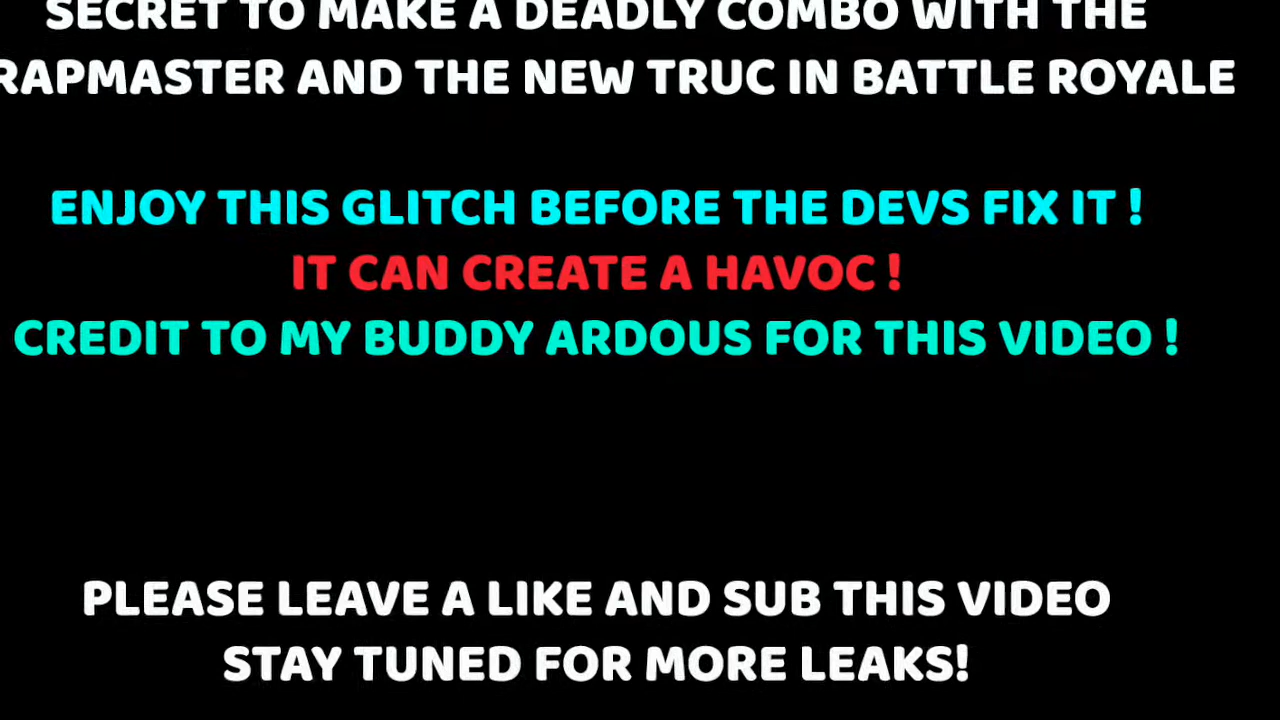 SECRET TO MAKE A DEADLY COMBO WITH THE
RAPMASTER AND THE NEW TRUC IN BATTLE ROYALE
ENJOY THIS GLITCH BEFORE THE DEVS FIX IT !
IT CAN CREATE A HAVOC !
CREDIT TO MY BUDDY ARDOUS FOR THIS VIDEO !
PLEASE LEAVE A LIKE AND SUB THIS VIDEO
STAY TUNED FOR MORE LEAKS!